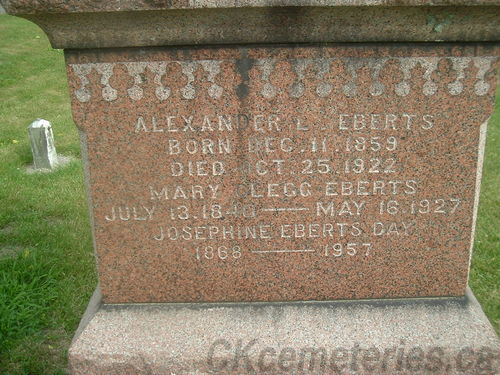 ALEXANDER L. EBERTS
BORN DEC. 11. 1859
DIED OCT. 25. 1922
MARY CLEGG EBERTS
JULY 13. — MAY 16. 1927
JOSEPHINE EBERTS DAY
1868 — 1957
CKcemeteries.ca